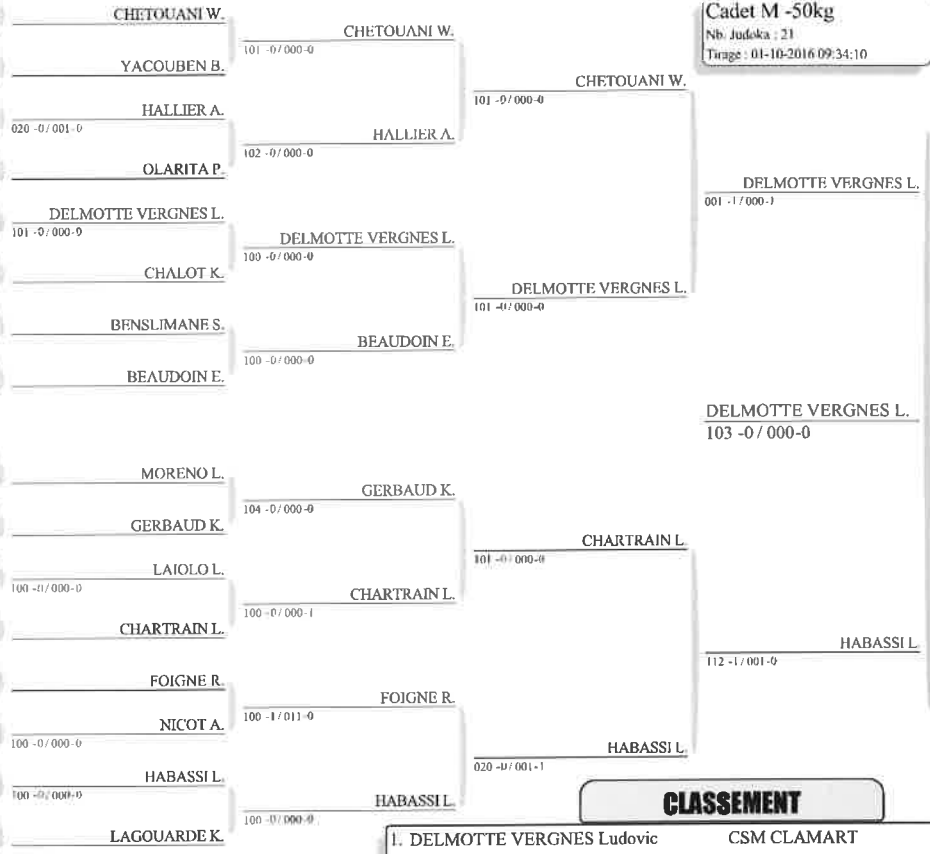 Cadet M -50kg
Nb. Judoka : 21
Tirage : 01-10-2016 09:34:10
CHETOUANI W.
YACOUBEN B.
HALLIER A.
020 -0/ 001-0
OLARITA P.
DELMOTTE VERGNES L.
101 -0/ 000-0
CHALOT K.
BENSLIMANE S.
BEAUDOIN E.
MORENO L.
GERBAUD K.
LAIOLO L.
100 -0/ 000-0
CHARTRAIN L.
FOIGNE R.
NICOT A.
100 -0/ 000-0
HABASSI L.
100 -0/ 000-0
LAGOUARDE K.
CHETOUANI W.
101 -0/ 000-0
HALLIER A.
102 -0/ 000-0
DELMOTTE VERGNES L.
100 -0/ 000-0
BEAUDOIN E.
100 -0/ 000-0
GERBAUD K.
104 -0/ 000-0
CHARTRAIN L.
100 -0/ 000-1
FOIGNE R.
100 -1/ 011-0
HABASSI L.
100 -0/ 000-0
CHETOUANI W.
101 -0/ 000-0
DELMOTTE VERGNES L.
101 -0/ 000-0
CHARTRAIN L.
101 -0/ 000-0
HABASSI L.
020 -0/ 001-1
DELMOTTE VERGNES L.
001 -1/ 000-1
HABASSI L.
112 -1/ 001-0
DELMOTTE VERGNES L.
103 -0 / 000-0
CLASSEMENT
1. DELMOTTE VERGNES Ludovic CSM CLAMART